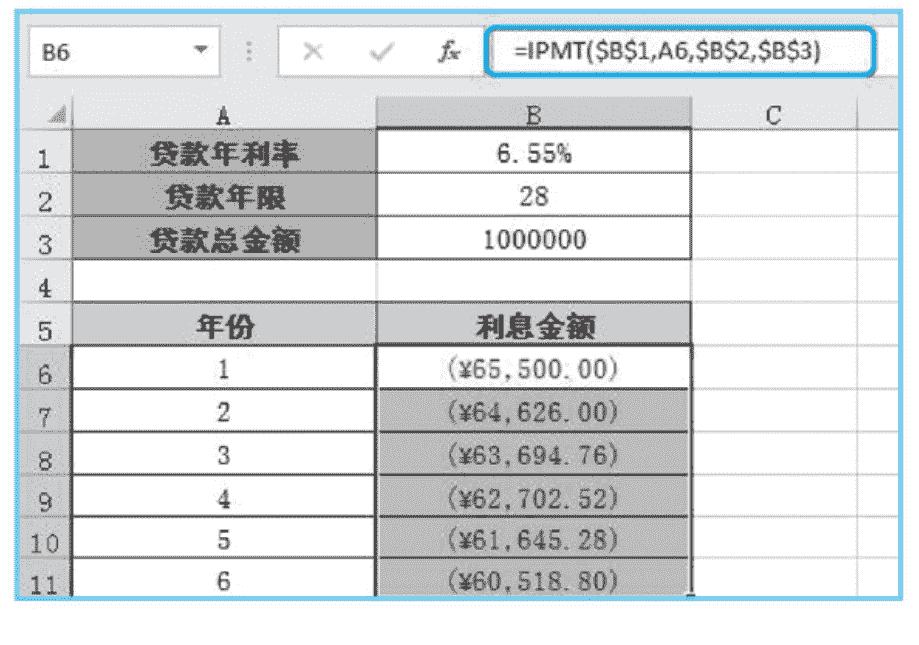 B6 fx =IPMT($B$1,A6,$B$2,$B$3)
A B C
1 贷款年利率 6.55%
2 贷款年限 28
3 贷款总金额 1000000
4
5 年份 利息金额
6 1 (¥65,500.00)
7 2 (¥64,626.00)
8 3 (¥63,694.76)
9 4 (¥62,702.52)
10 5 (¥61,645.28)
11 6 (¥60,518.80)